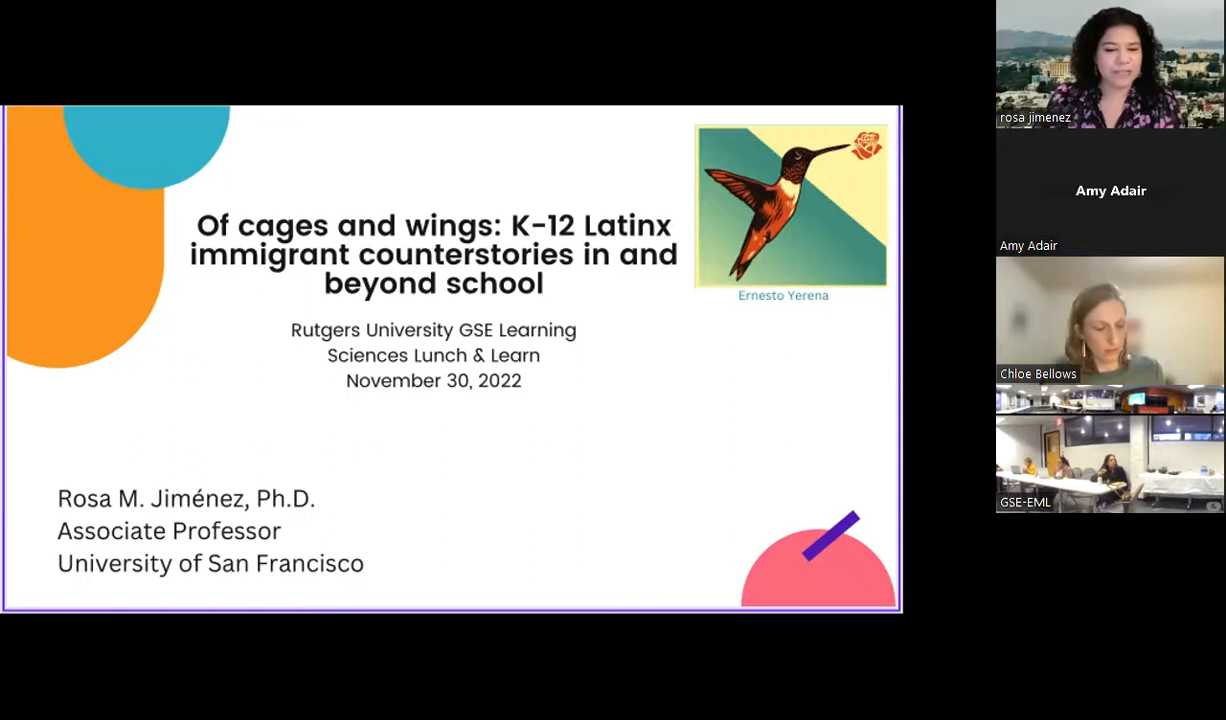 Of cages and wings: K-12 Latinx
immigrant counterstories in and
beyond school
Rutgers University GSE Learning
Sciences Lunch & Learn
November 30, 2022
Ernesto Yerena
Rosa M. Jiménez, Ph.D.
Associate Professor
University of San Francisco
rosa jimenez
Amy Adair
Amy Adair
Chloe Bellows
GSE-EML